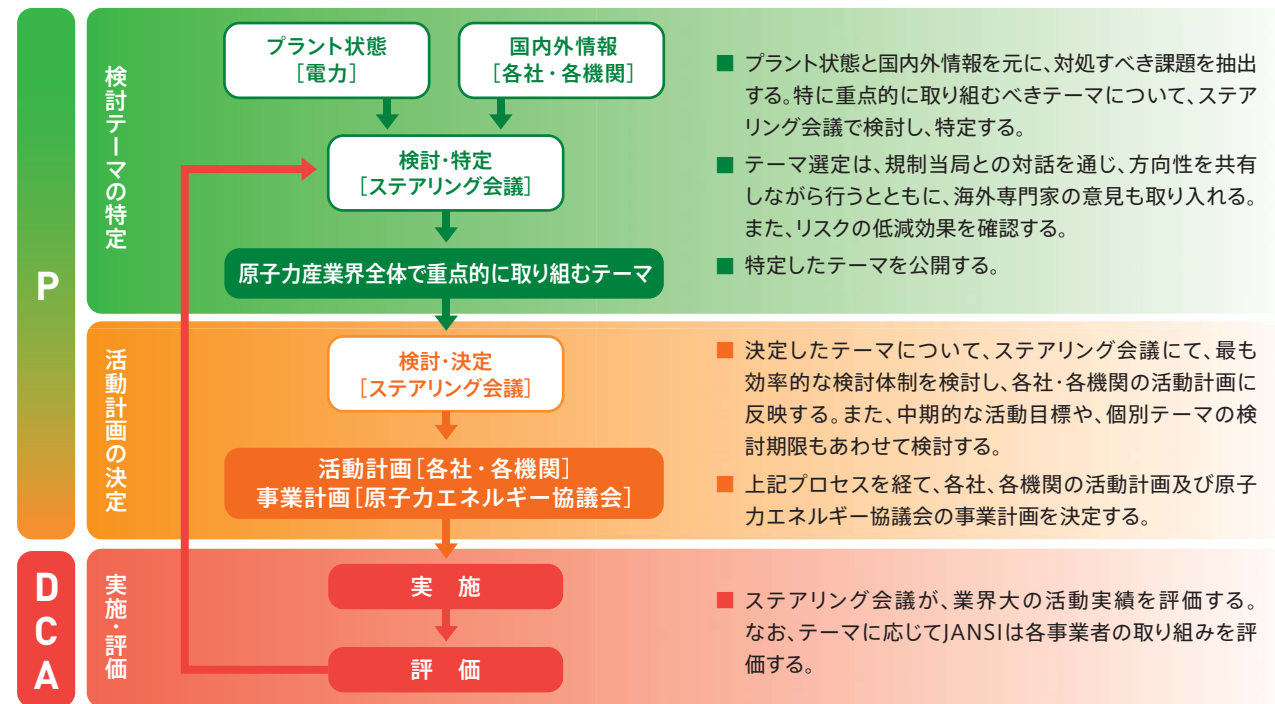 P
検討テーマの特定
プラント状態
［電力］
国内外情報
［各社・各機関］
検討・特定
［ステアリング会議］
原子力産業界全体で重点的に取り組むテーマ
■ プラント状態と国内外情報を元に、対処すべき課題を抽出
する。特に重点的に取り組むべきテーマについて、ステア
リング会議で検討し、特定する。
■ テーマ選定は、規制当局との対話を通じ、方向性を共有
しながら行うとともに、海外専門家の意見も取り入れる。
また、リスクの低減効果を確認する。
■ 特定したテーマを公開する。
活動計画の決定
検討・決定
［ステアリング会議］
活動計画［各社・各機関］
事業計画［原子力エネルギー協議会］
■ 決定したテーマについて、ステアリング会議にて、最も
効率的な検討体制を検討し、各社・各機関の活動計画に
反映する。また、中期的な活動目標や、個別テーマの検
討期限もあわせて検討する。
■ 上記プロセスを経て、各社、各機関の活動計画及び原子
力エネルギー協議会の事業計画を決定する。
D
C
A
実施・評価
実　施
評　価
■ ステアリング会議が、業界大の活動実績を評価する。
なお、テーマに応じてJANSIは各事業者の取り組みを評
価する。